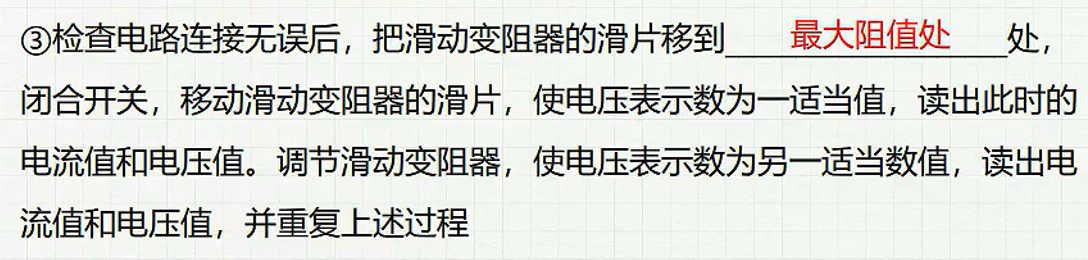 ③检查电路连接无误后，把滑动变阻器的滑片移到最大阻值处处，
闭合开关，移动滑动变阻器的滑片，使电压表示数为一适当值，读出此时的
电流值和电压值。调节滑动变阻器，使电压表示数为另一适当数值，读出电
流值和电压值，并重复上述过程